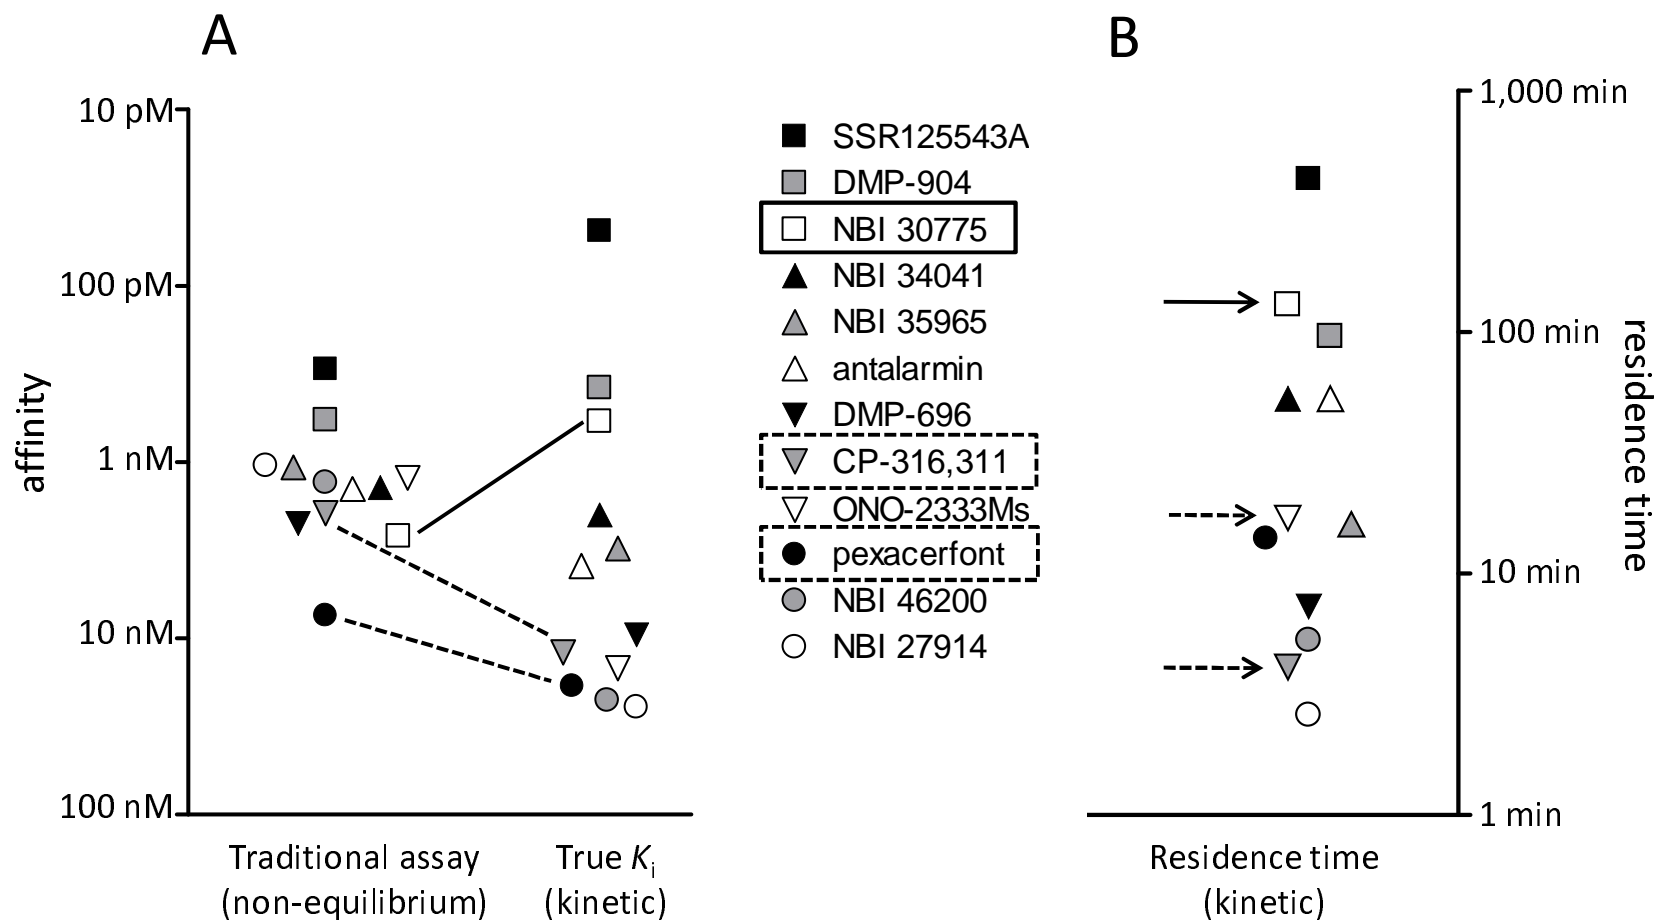 A
B
10 pM
100 pM
1 nM
10 nM
100 nM
affinity
SSR125543A
DMP-904
NBI 30775
NBI 34041
NBI 35965
antalarmin
DMP-696
CP-316,311
ONO-2333Ms
pexacerfont
NBI 46200
NBI 27914
1,000 min
100 min
10 min
1 min
residence time
Traditional assay
(non-equilibrium)
True Ki
(kinetic)
Residence time
(kinetic)